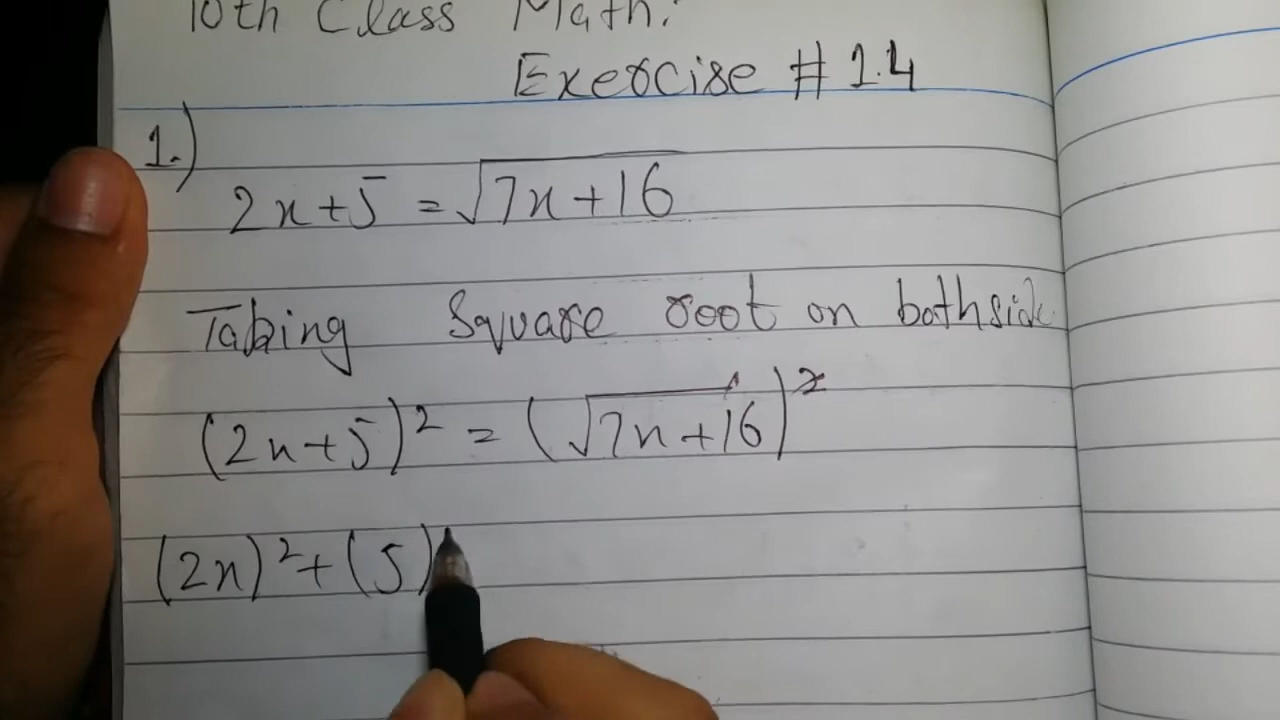 10th Class Math.
Exercise # 1.4
1.)
2x+5 = √7x+16
Taking Square root on bothside
(2x+5)² = (√7x+16)²
(2x)²+(5)